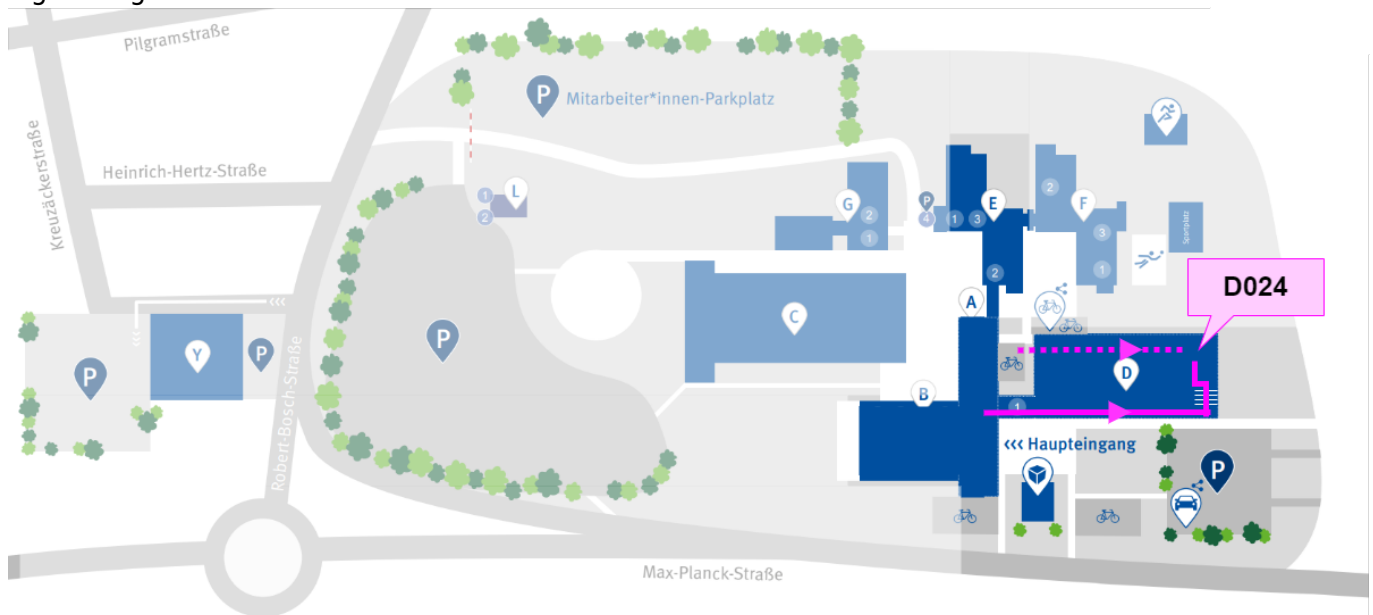 Pilgramstraße
Mitarbeiter*innen-Parkplatz
P
Kreuzäckerstraße
Heinrich-Hertz-Straße
1
L
2
G
2
1
P
4
1
3
E
2
2
F
3
1
Sportplatz
D024
A
C
P
P
Y
P
B
D
1
Robert-Bosch-Straße
‹‹‹ Haupteingang
P
Max-Planck-Straße